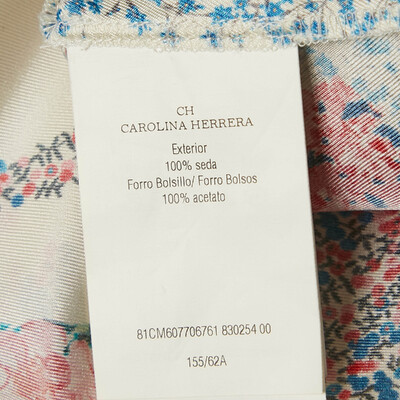 CH
CAROLINA HERRERA
Exterior
100% seda
Forro Bolsillo/ Forro Bolsos
100% acetato
81CM607706761 830254 00
155/62A